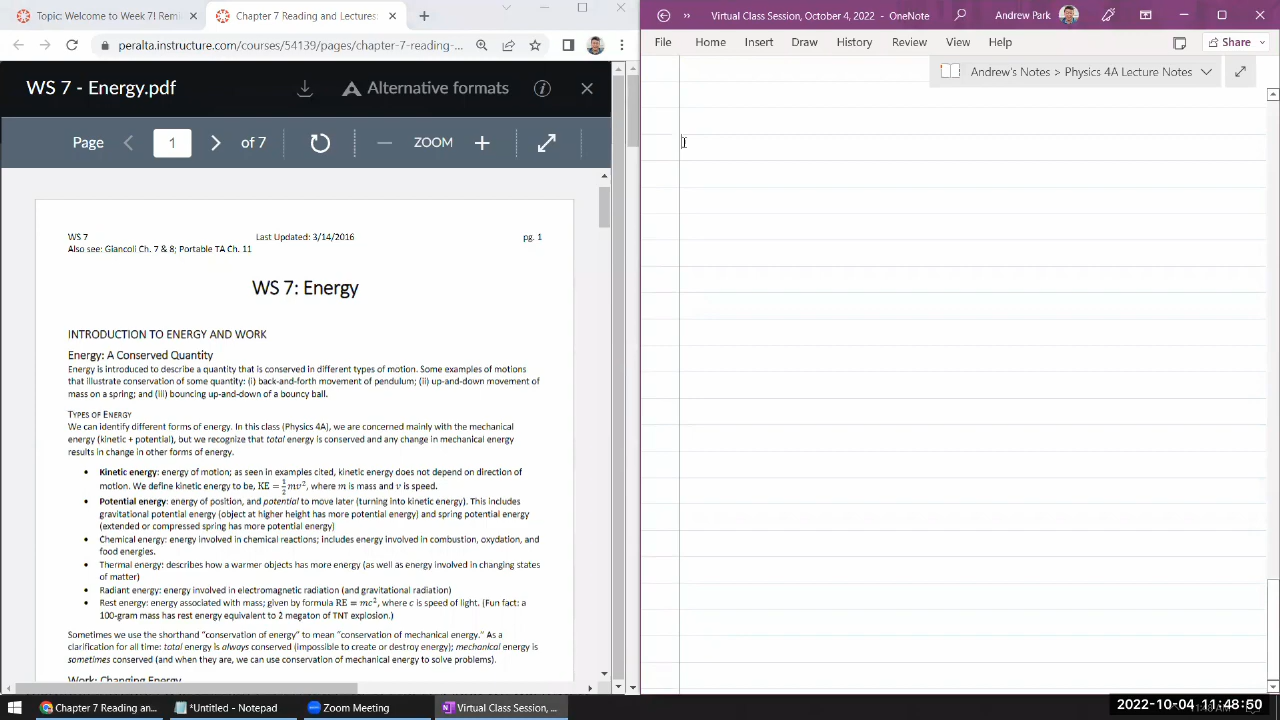 Topic: Welcome to Week7! Remi
Chapter 7 Reading and Lectures:
peralta.instructure.com/courses/54139/pages/chapter-7-reading-...
WS 7 - Energy.pdf
Alternative formats
Page 1 of 7 ZOOM
WS 7 Last Updated: 3/14/2016 pg. 1
Also see: Giancoli Ch. 7 & 8; Portable TA Ch. 11
WS 7: Energy
INTRODUCTION TO ENERGY AND WORK
Energy: A Conserved Quantity
Energy is introduced to describe a quantity that is conserved in different types of motion. Some examples of motions
that illustrate conservation of some quantity: (i) back-and-forth movement of pendulum; (ii) up-and-down movement of
mass on a spring; and (iii) bouncing up-and-down of a bouncy ball.
TYPES OF ENERGY
We can identify different forms of energy. In this class (Physics 4A), we are concerned mainly with the mechanical
energy (kinetic + potential), but we recognize that total energy is conserved and any change in mechanical energy
results in change in other forms of energy.
• Kinetic energy: energy of motion; as seen in examples cited, kinetic energy does not depend on direction of
motion. We define kinetic energy to be, KE = 1/2 mv², where m is mass and v is speed.
• Potential energy: energy of position, and potential to move later (turning into kinetic energy). This includes
gravitational potential energy (object at higher height has more potential energy) and spring potential energy
(extended or compressed spring has more potential energy)
• Chemical energy: energy involved in chemical reactions; includes energy involved in combustion, oxydation, and
food energies.
• Thermal energy: describes how a warmer objects has more energy (as well as energy involved in changing states
of matter)
• Radiant energy: energy involved in electromagnetic radiation (and gravitational radiation)
• Rest energy: energy associated with mass; given by formula RE = mc², where c is speed of light. (Fun fact: a
100-gram mass has rest energy equivalent to 2 megaton of TNT explosion.)
Sometimes we use the shorthand "conservation of energy" to mean "conservation of mechanical energy." As a
clarification for all time: total energy is always conserved (impossible to create or destroy energy); mechanical energy is
sometimes conserved (and when they are, we can use conservation of mechanical energy to solve problems).
Work: Changing Energy
Virtual Class Session, October 4, 2022 - OneNote
Andrew Park
File Home Insert Draw History Review View Help Share
Andrew's Notes > Physics 4A Lecture Notes
Chapter 7 Reading an...
*Untitled - Notepad
Zoom Meeting
Virtual Class Session, ...
2022-10-04 11:48:50